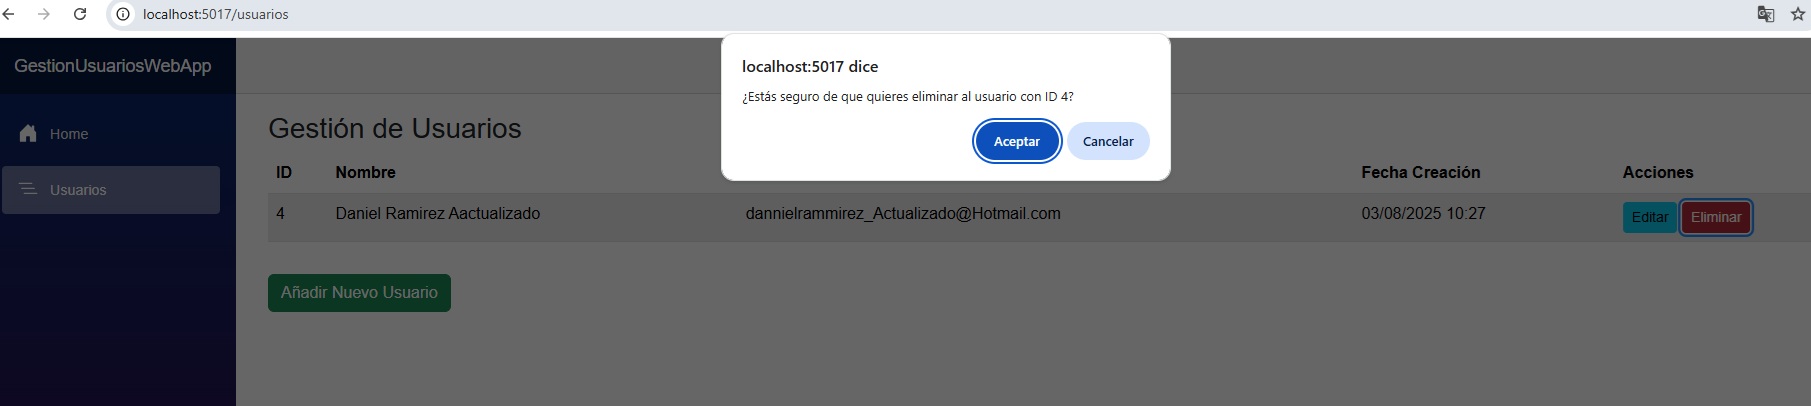 localhost:5017/usuarios
GestionUsuariosWebApp
localhost:5017 dice
¿Estás seguro de que quieres eliminar al usuario con ID 4?
Aceptar Cancelar
Home
Usuarios
Gestión de Usuarios
ID Nombre Fecha Creación Acciones
4 Daniel Ramirez Aactualizado dannielrammirez_Actualizado@Hotmail.com 03/08/2025 10:27 Editar Eliminar
Añadir Nuevo Usuario